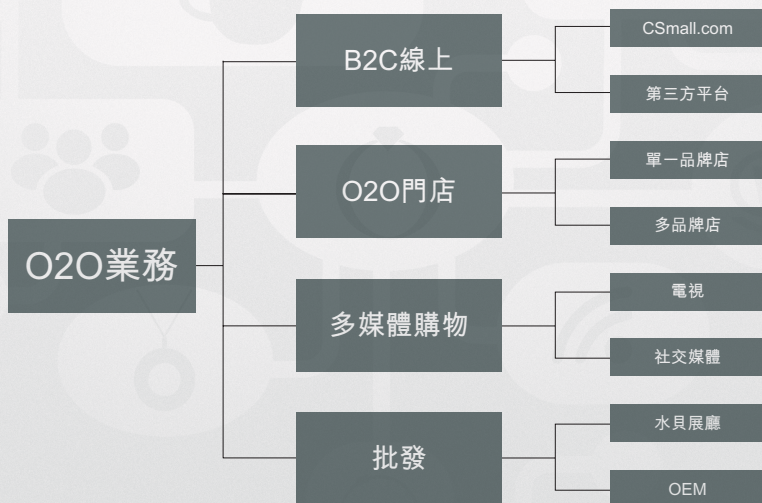 O2O業務
B2C線上
CSmall.com
第三方平台
O2O門店
單一品牌店
多品牌店
多媒體購物
電視
社交媒體
批發
水貝展廳
OEM